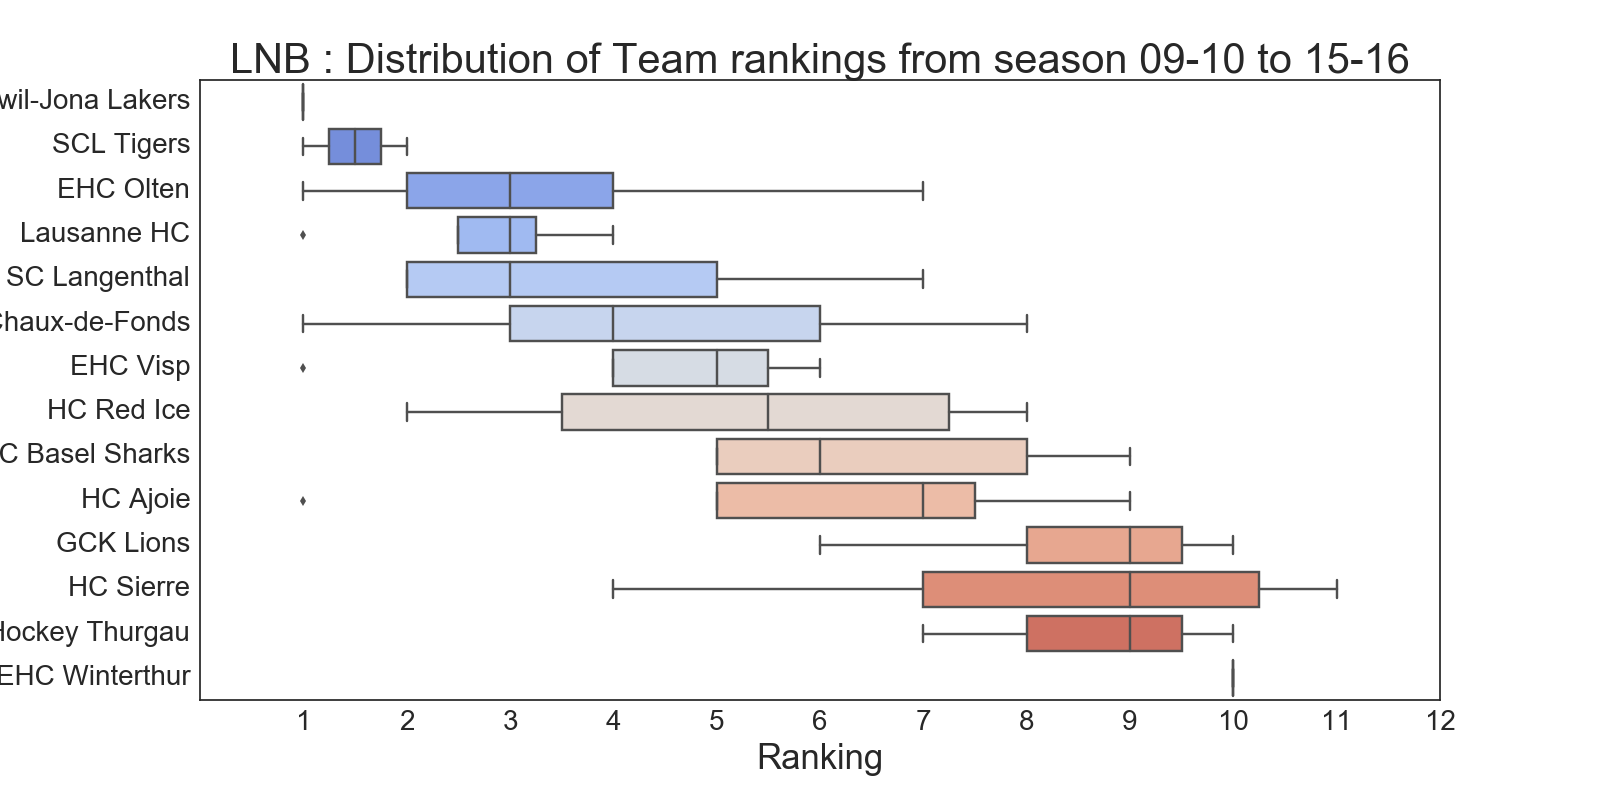 LNB : Distribution of Team rankings from season 09-10 to 15-16
wil-Jona Lakers
SCL Tigers
EHC Olten
Lausanne HC
SC Langenthal
Chaux-de-Fonds
EHC Visp
HC Red Ice
C Basel Sharks
HC Ajoie
GCK Lions
HC Sierre
Hockey Thurgau
EHC Winterthur
1 2 3 4 5 6 7 8 9 10 11 12
Ranking